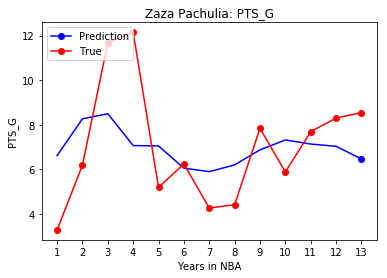 Zaza Pachulia: PTS_G
Prediction
True
12
10
8
6
4
PTS_G
1 2 3 4 5 6 7 8 9 10 11 12 13
Years in NBA